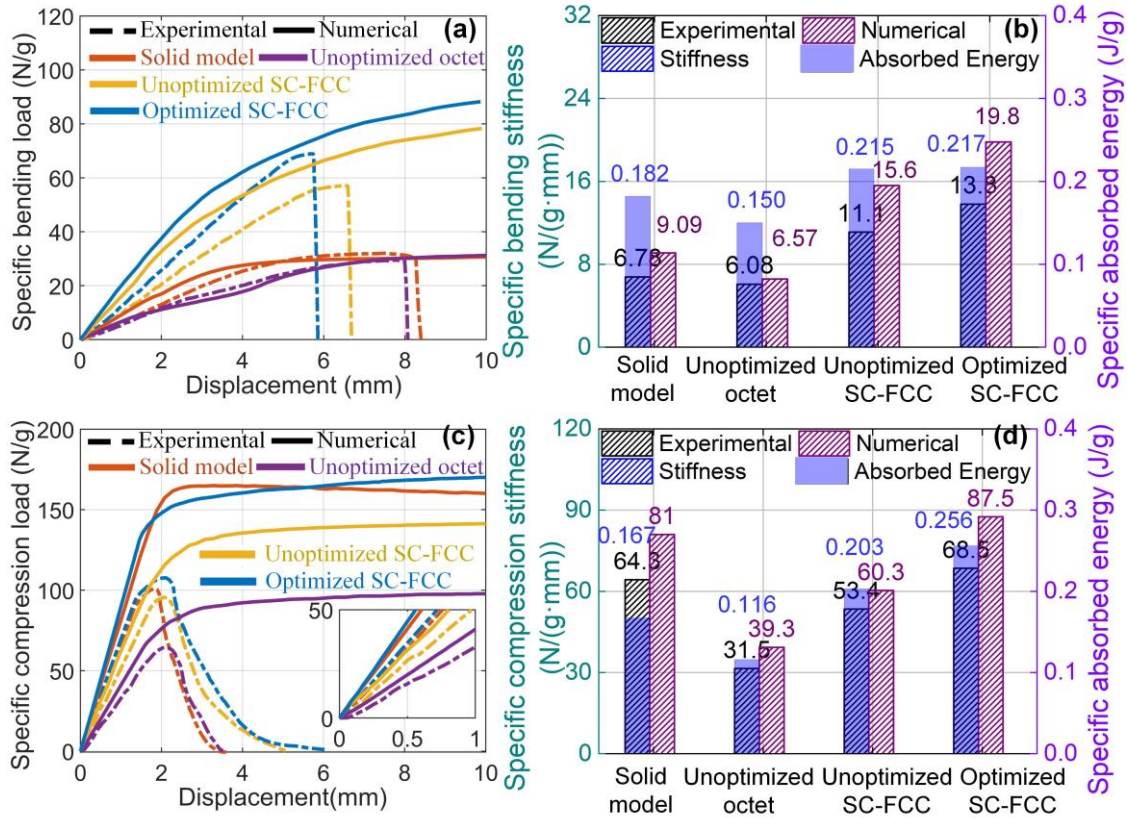 (a)
Experimental
Numerical
Solid model
Unoptimized octet
Unoptimized SC-FCC
Optimized SC-FCC
Specific bending load (N/g)
100
80
60
40
20
0
0 2 4 6 8 10
Displacement (mm)
(b)
Experimental
Numerical
Stiffness
Absorbed Energy
Specific bending stiffness
(N/(g·mm))
32
24
16
8
0
0.182
6.78
9.09
0.150
6.08
6.57
0.215
11.1
15.6
0.217
13.8
19.8
Solid
model
Unoptimized
octet
Unoptimized
SC-FCC
Optimized
SC-FCC
0.4
0.3
0.2
0.1
0.0
Specific absorbed energy (J/g)
(c)
Experimental
Numerical
Solid model
Unoptimized octet
Unoptimized SC-FCC
Optimized SC-FCC
Specific compression load (N/g)
200
150
100
50
0
50
0
0 0.5 1
0 2 4 6 8 10
Displacement(mm)
(d)
Experimental
Numerical
Stiffness
Absorbed Energy
Specific compression stiffness
(N/(g·mm))
120
90
60
30
0
0.167
64.3
81
0.116
31.5
39.3
0.203
53.4
60.3
0.256
68.5
87.5
Solid
model
Unoptimized
octet
Unoptimized
SC-FCC
Optimized
SC-FCC
0.4
0.3
0.2
0.1
0.0
Specific absorbed energy (J/g)